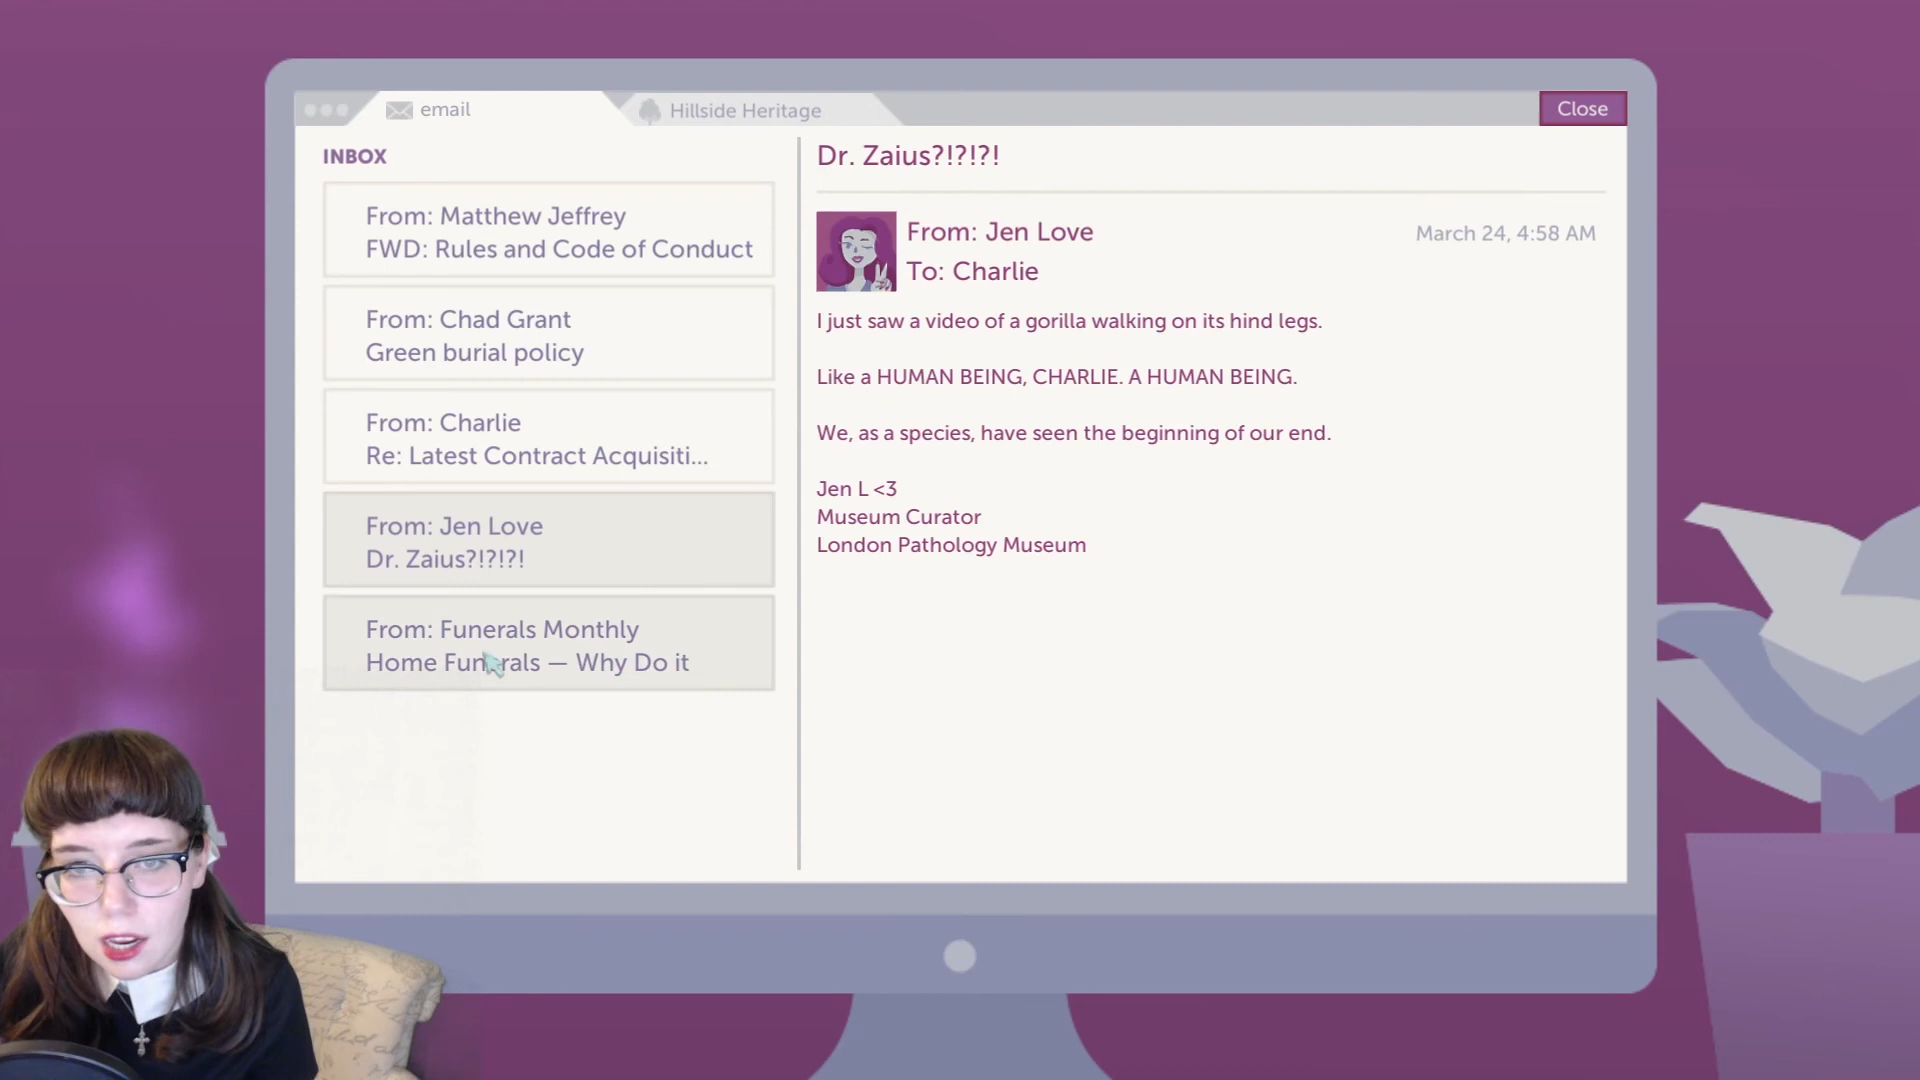 email
Hillside Heritage
Close
INBOX
From: Matthew Jeffrey
FWD: Rules and Code of Conduct
From: Chad Grant
Green burial policy
From: Charlie
Re: Latest Contract Acquisiti...
From: Jen Love
Dr. Zaius?!?!?!
From: Funerals Monthly
Home Funerals — Why Do it
Dr. Zaius?!?!?!
From: Jen Love
March 24, 4:58 AM
To: Charlie
I just saw a video of a gorilla walking on its hind legs.
Like a HUMAN BEING, CHARLIE. A HUMAN BEING.
We, as a species, have seen the beginning of our end.
Jen L <3
Museum Curator
London Pathology Museum